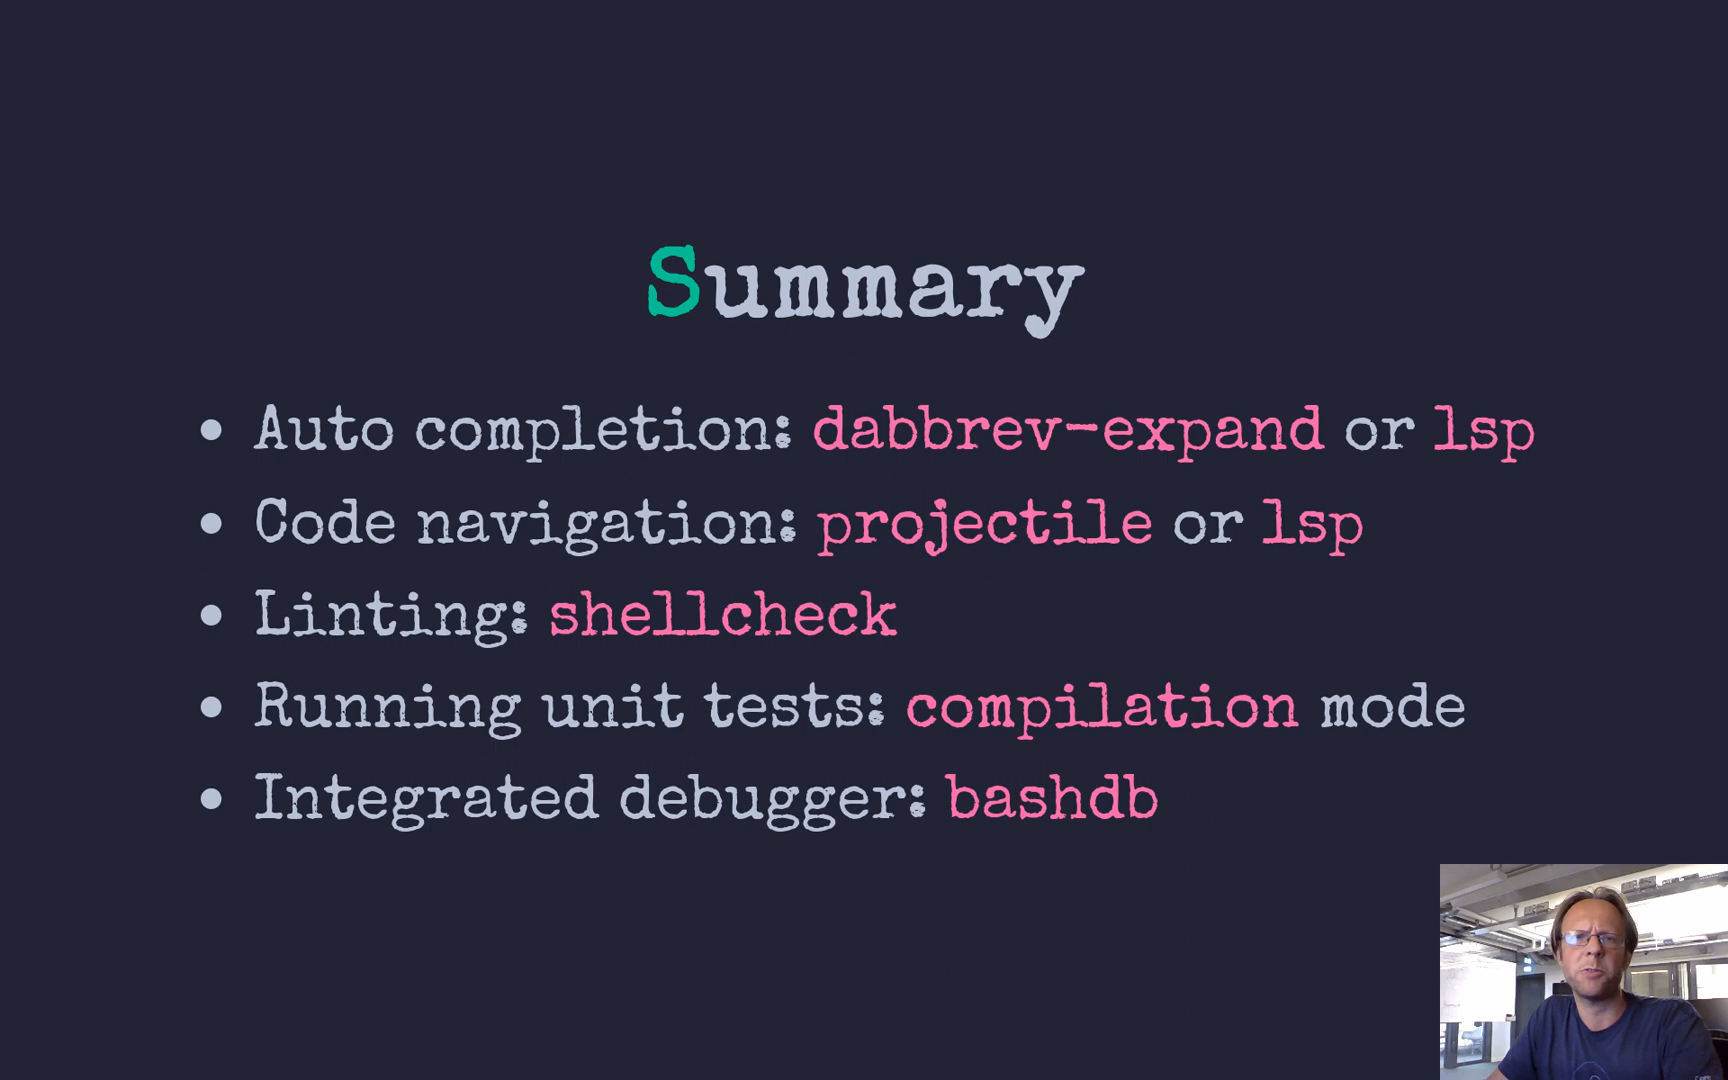 Summary
Auto completion: dabbrev-expand or lsp
Code navigation: projectile or lsp
Linting: shellcheck
Running unit tests: compilation mode
Integrated debugger: bashdb